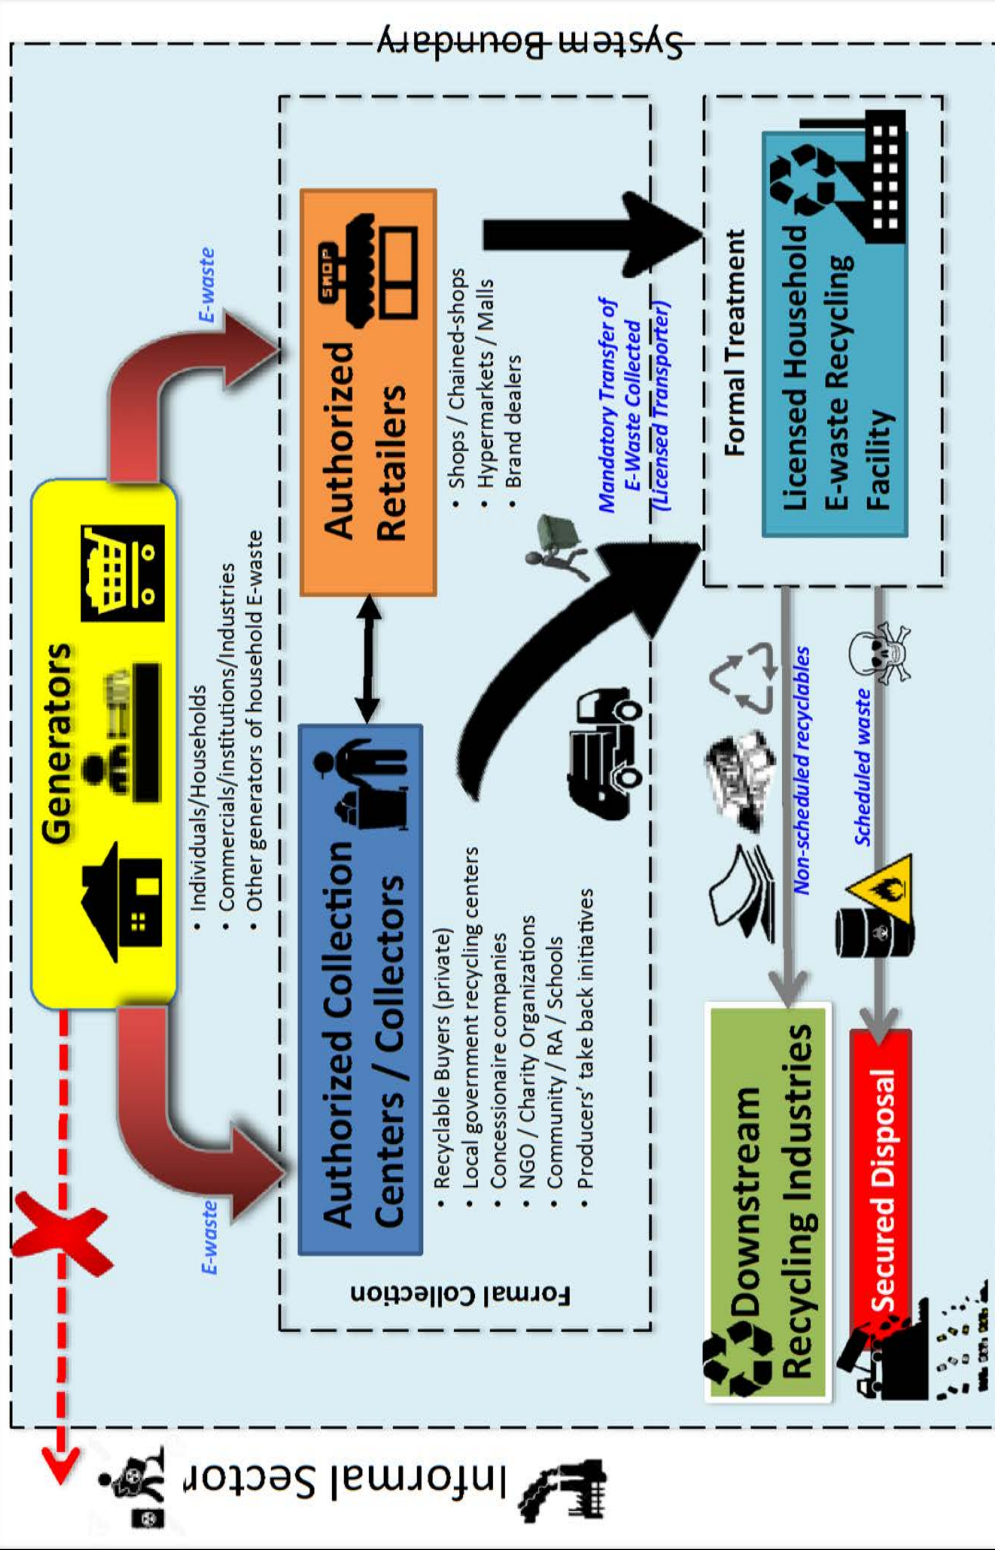 System Boundary
Informal Sector
Generators
• Individuals/Households
• Commercials/institutions/Industries
• Other generators of household E-waste
E-waste
E-waste
Formal Collection
Authorized Collection
Centers / Collectors
• Recyclable Buyers (private)
• Local government recycling centers
• Concessionaire companies
• NGO / Charity Organizations
• Community / RA / Schools
• Producers' take back initiatives
Authorized
Retailers
SHOP
• Shops / Chained-shops
• Hypermarkets / Malls
• Brand dealers
Mandatory Transfer of
E-Waste Collected
(Licensed Transporter)
Formal Treatment
Licensed Household
E-waste Recycling
Facility
Non-scheduled recyclables
Scheduled waste
Downstream
Recycling Industries
Secured Disposal